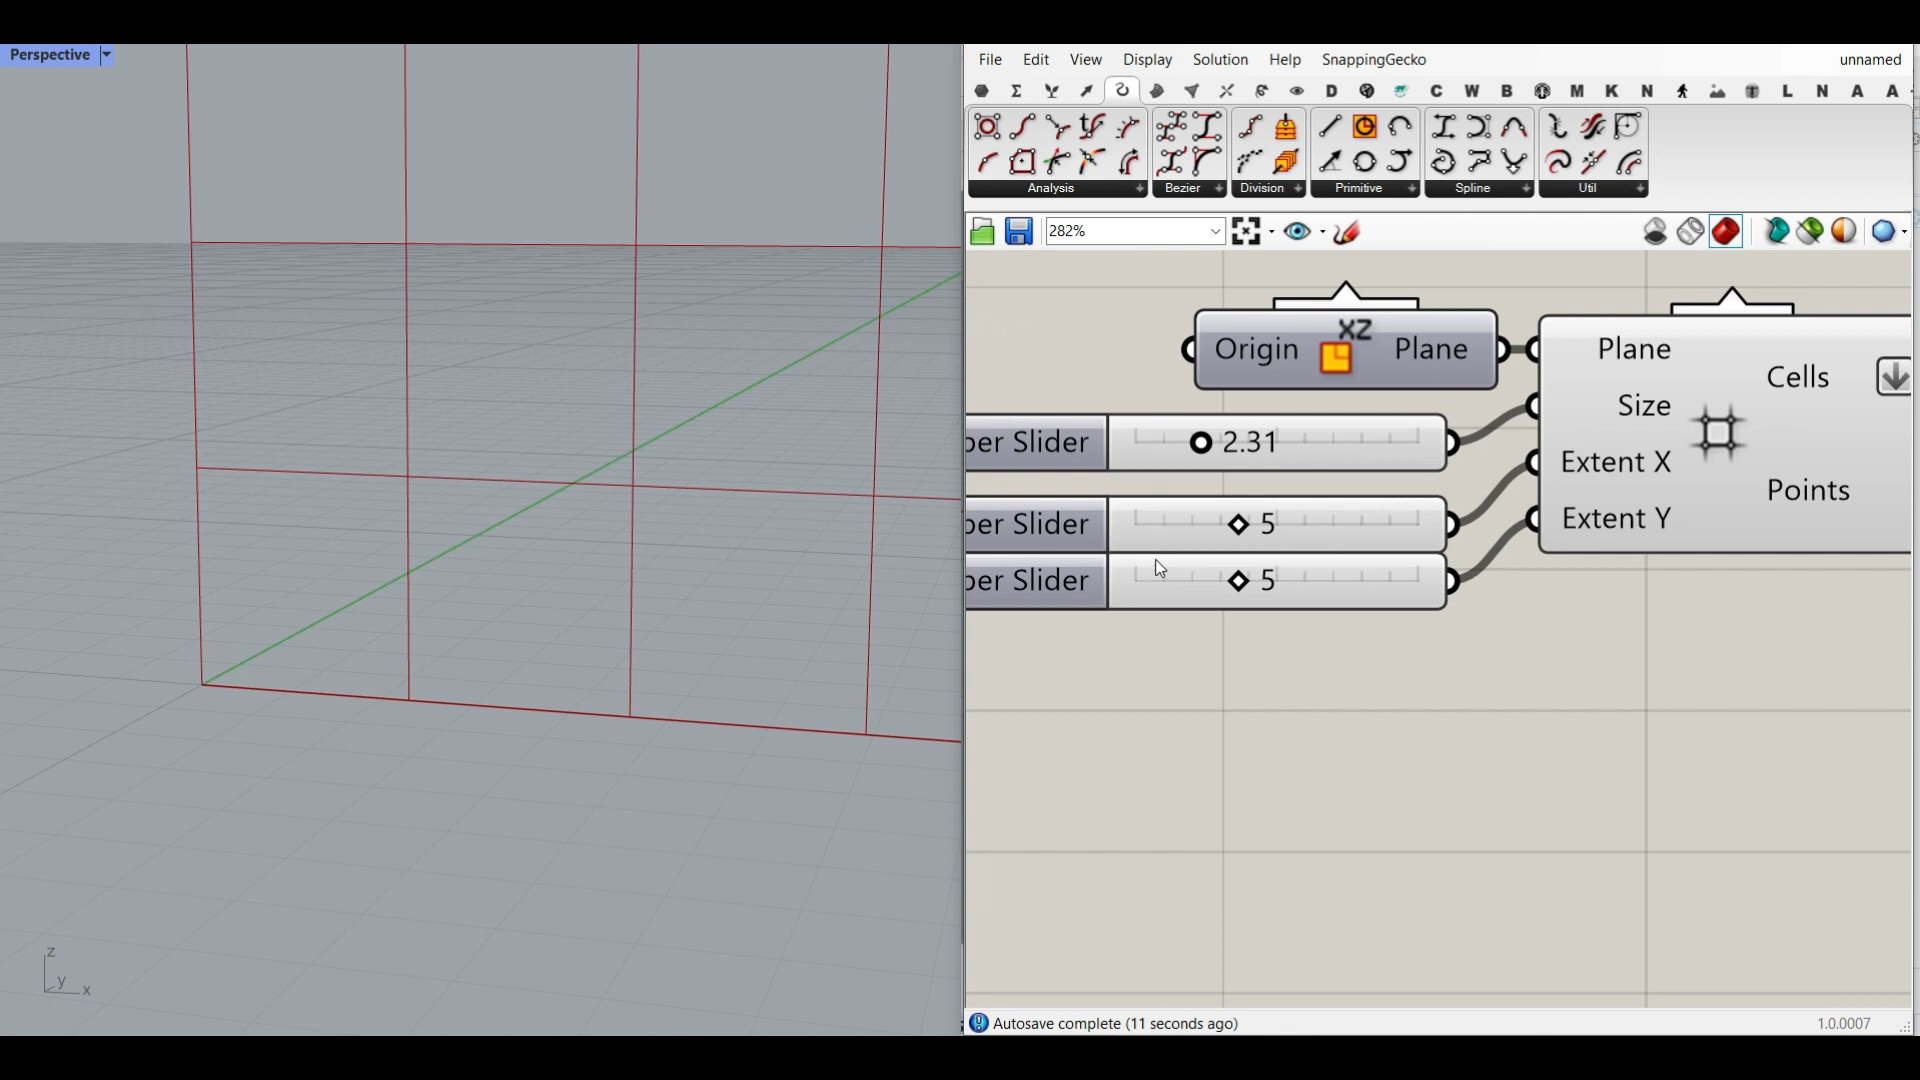 Perspective
File Edit View Display Solution Help SnappingGecko unnamed
D C W B M K N L N A A
Analysis Bezier Division Primitive Spline Util
282%
XZ
Origin Plane
Plane
Size
Extent X
Extent Y
Cells
Points
per Slider 2.31
per Slider 5
per Slider 5
z
y x
Autosave complete (11 seconds ago) 1.0.0007